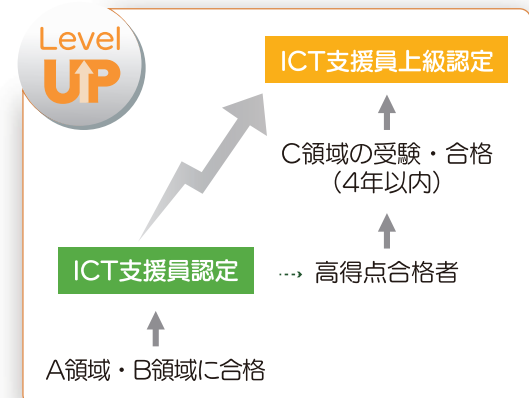 Level
UP
ICT支援員上級認定
C領域の受験・合格
(4年以内)
ICT支援員認定
高得点合格者
A領域・B領域に合格